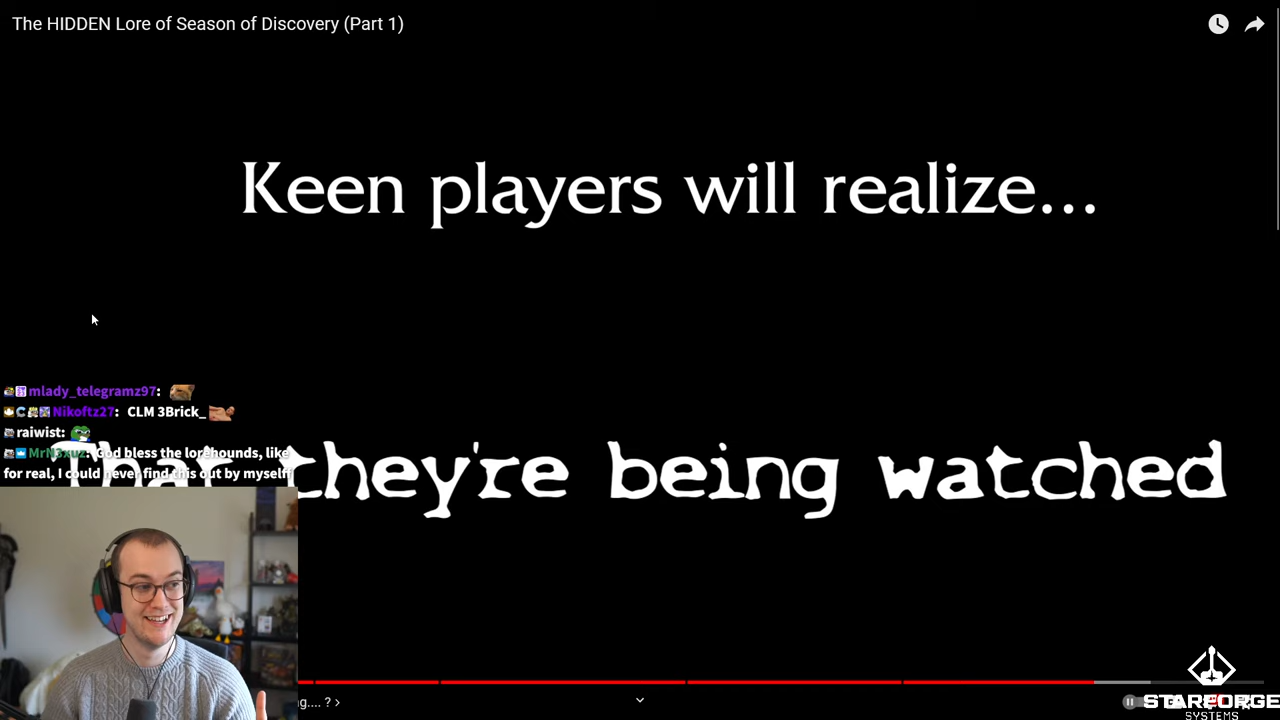 The HIDDEN Lore of Season of Discovery (Part 1)
Keen players will realize...
mlady_telegramz97:
Nikoftz27: CLM 3Brick_
raiwist:
God bless the lorehounds, like
for real, I could never find this out by myself
That they're being watched
g.... ? >
STARFORGE
SYSTEMS